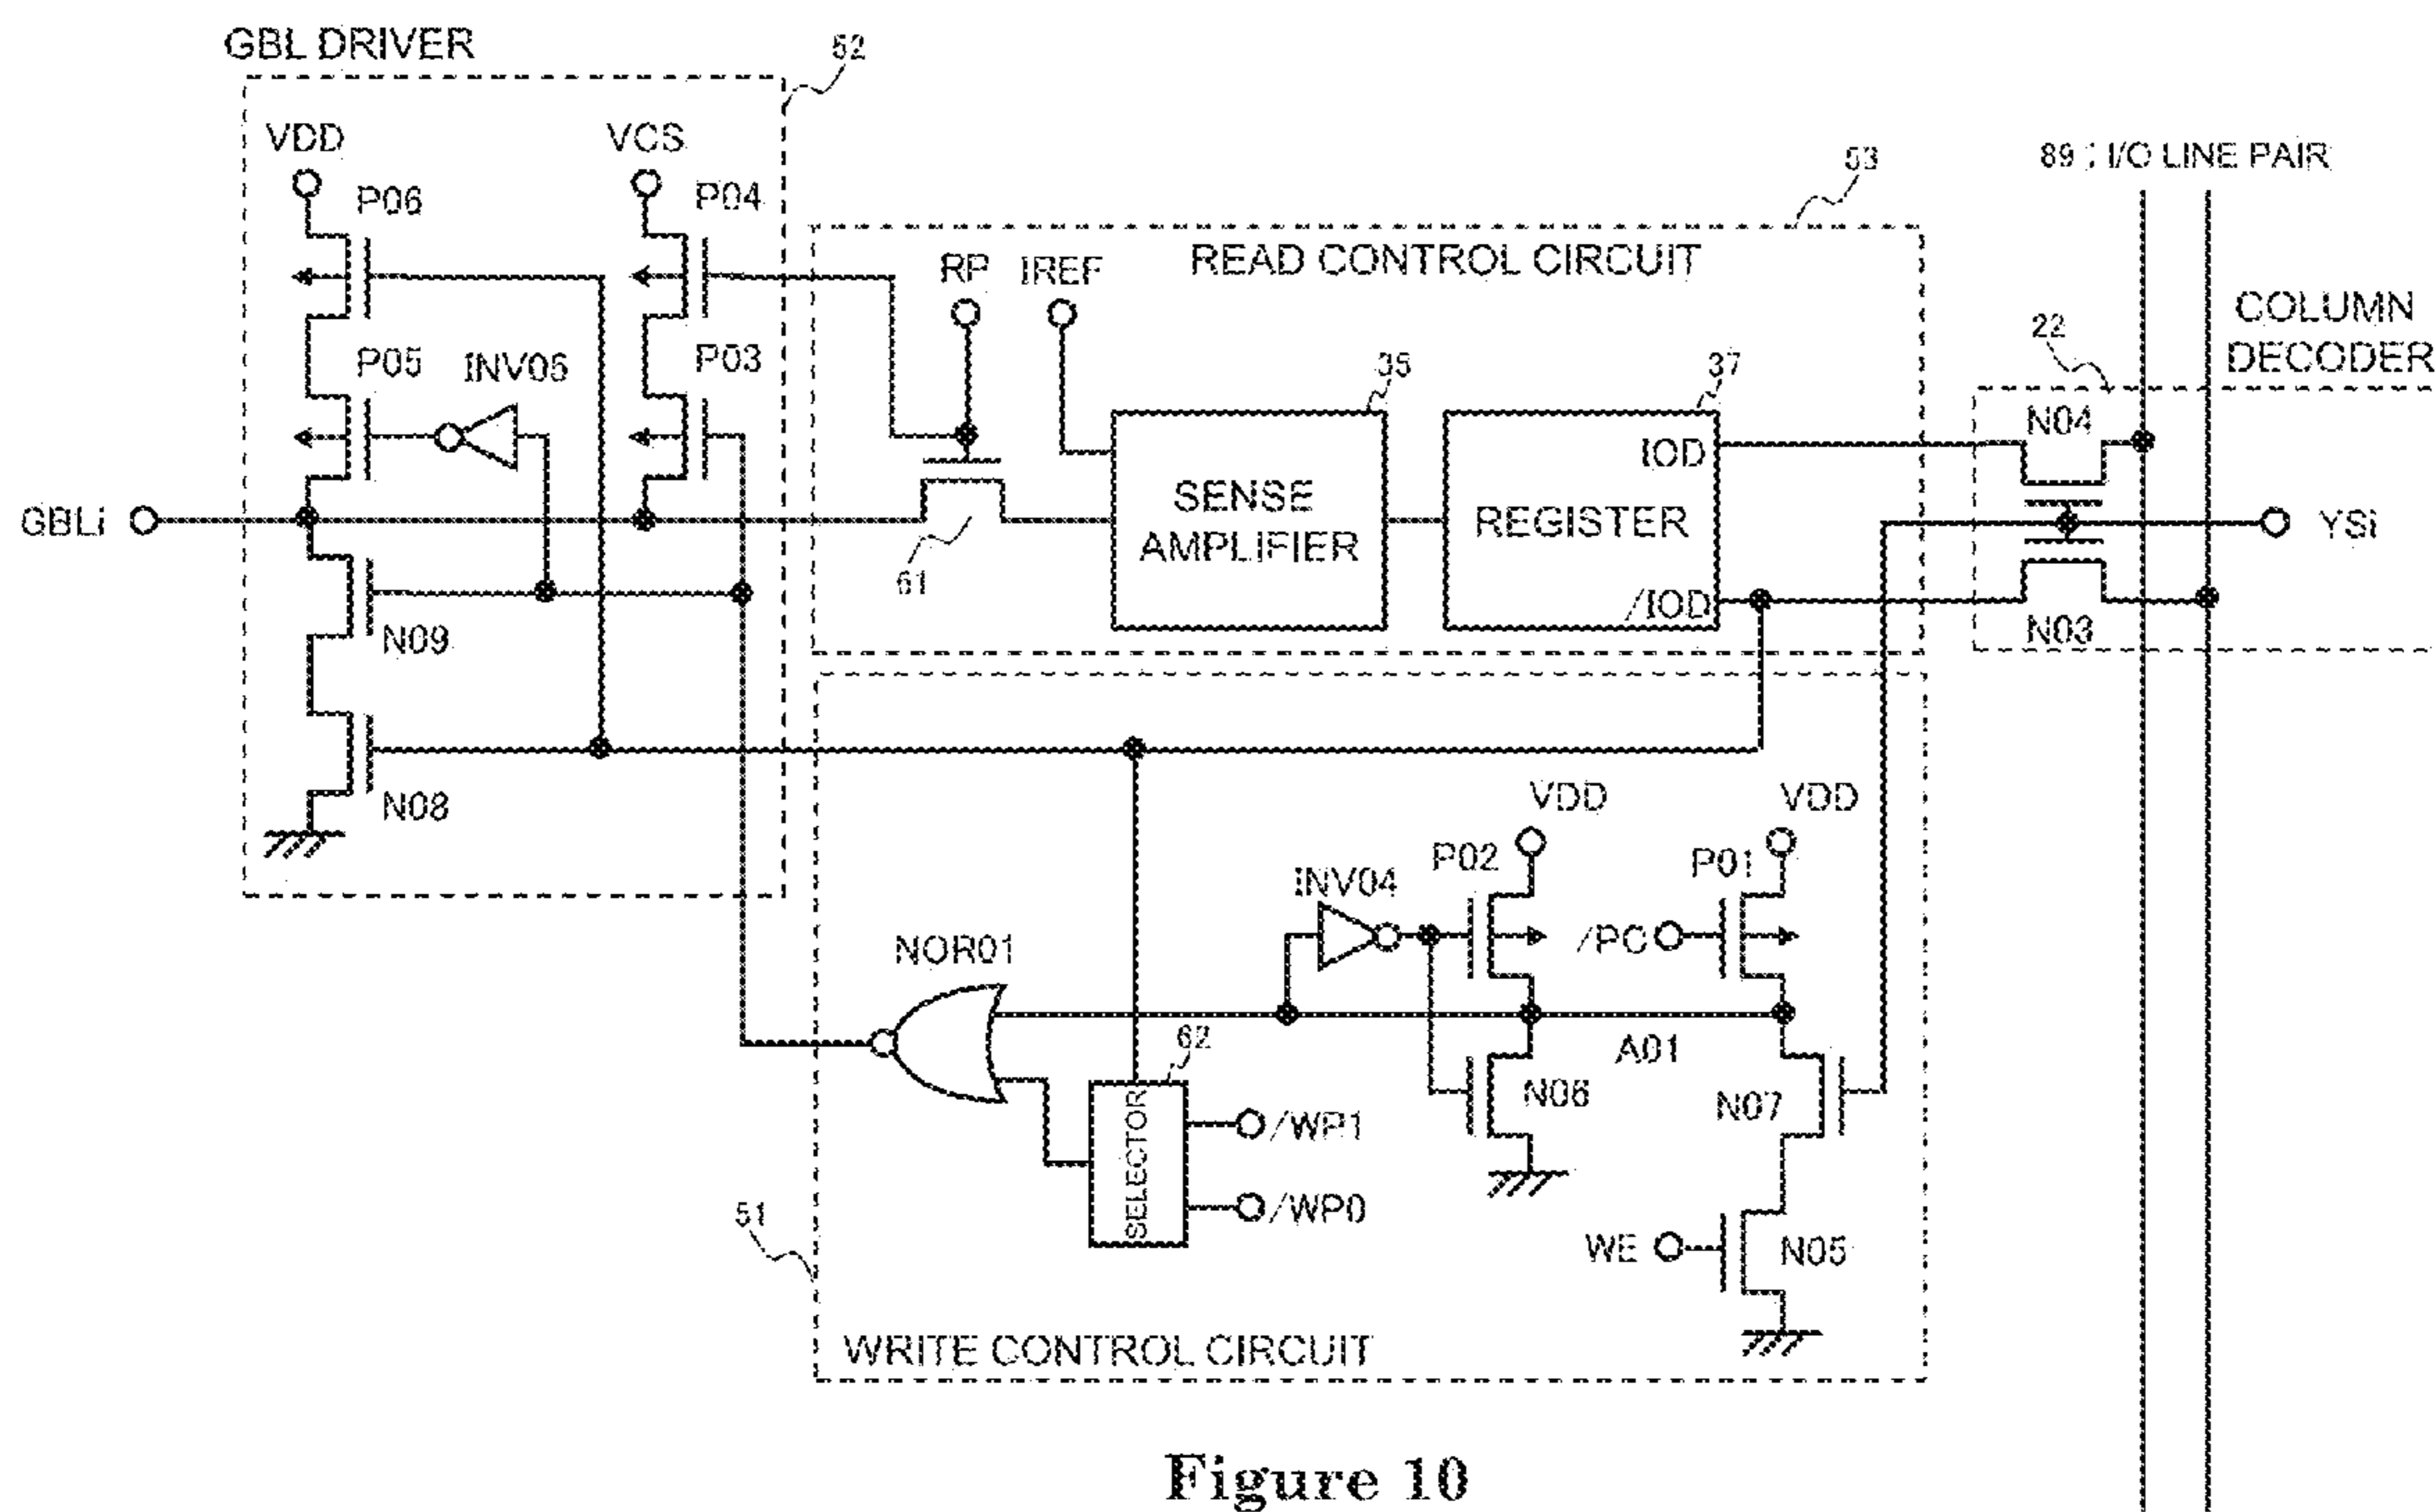 GBL DRIVER
52
VDD
VCS
P06
P04
53
89 : I/O LINE PAIR
READ CONTROL CIRCUIT
RP
IREF
COLUMN
DECODER
22
P05
INV05
P03
35
37
N04
IOD
SENSE
AMPLIFIER
REGISTER
GBLi
YSi
61
/IOD
N09
N03
N08
VDD
VDD
P02
P01
INV04
/PC
NOR01
62
A01
SELECTOR
N06
N07
/WP1
/WP0
51
WE
N05
WRITE CONTROL CIRCUIT
Figure 10